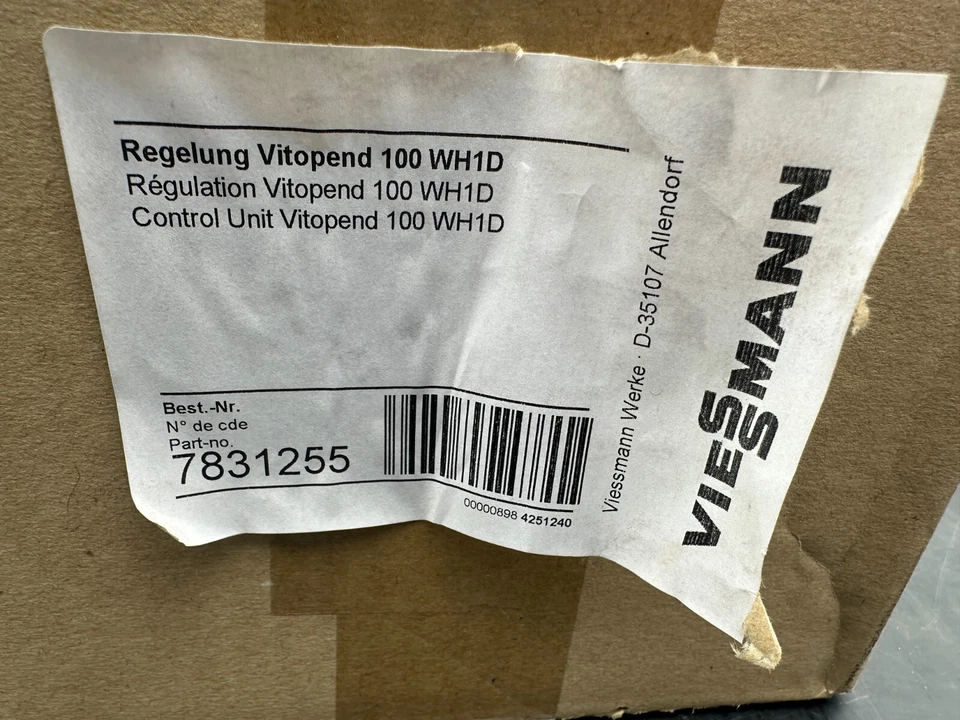 Regelung Vitopend 100 WH1D
Régulation Vitopend 100 WH1D
Control Unit Vitopend 100 WH1D
Best.-Nr.
N° de cde
Part-no.
7831255
00000898 4251240
Viessmann Werke · D-35107 Allendorf
VIESSMANN